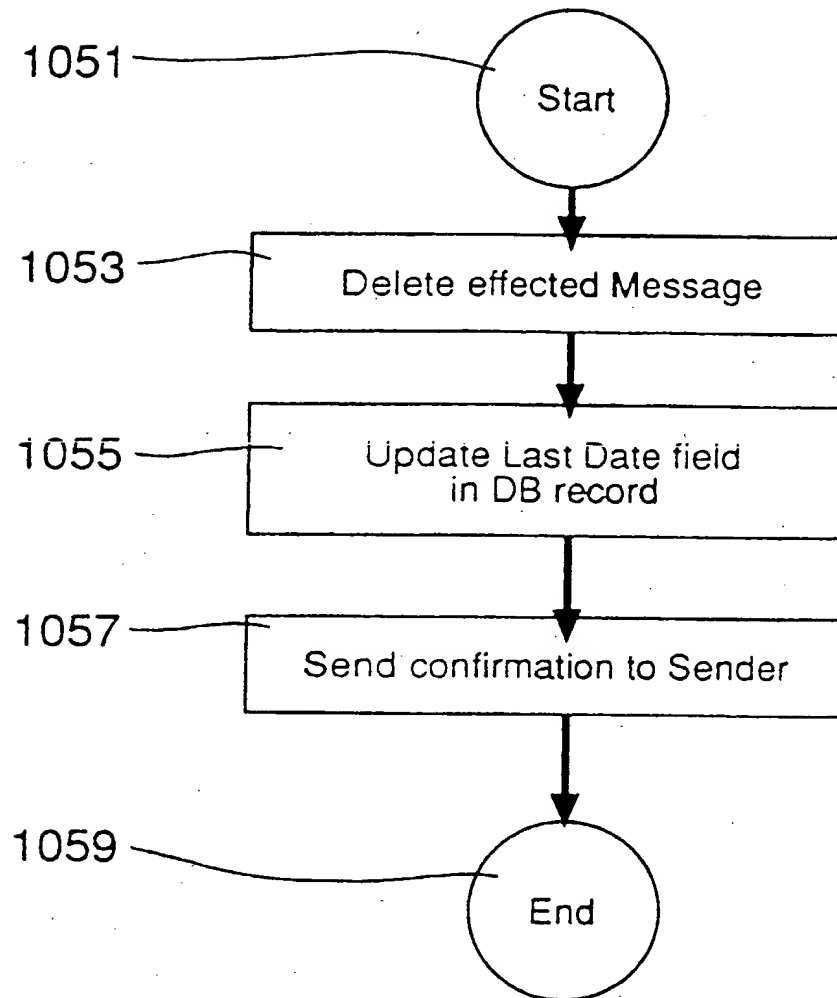 1051
Start
1053
Delete effected Message
1055
Update Last Date field
in DB record
1057
Send confirmation to Sender
1059
End